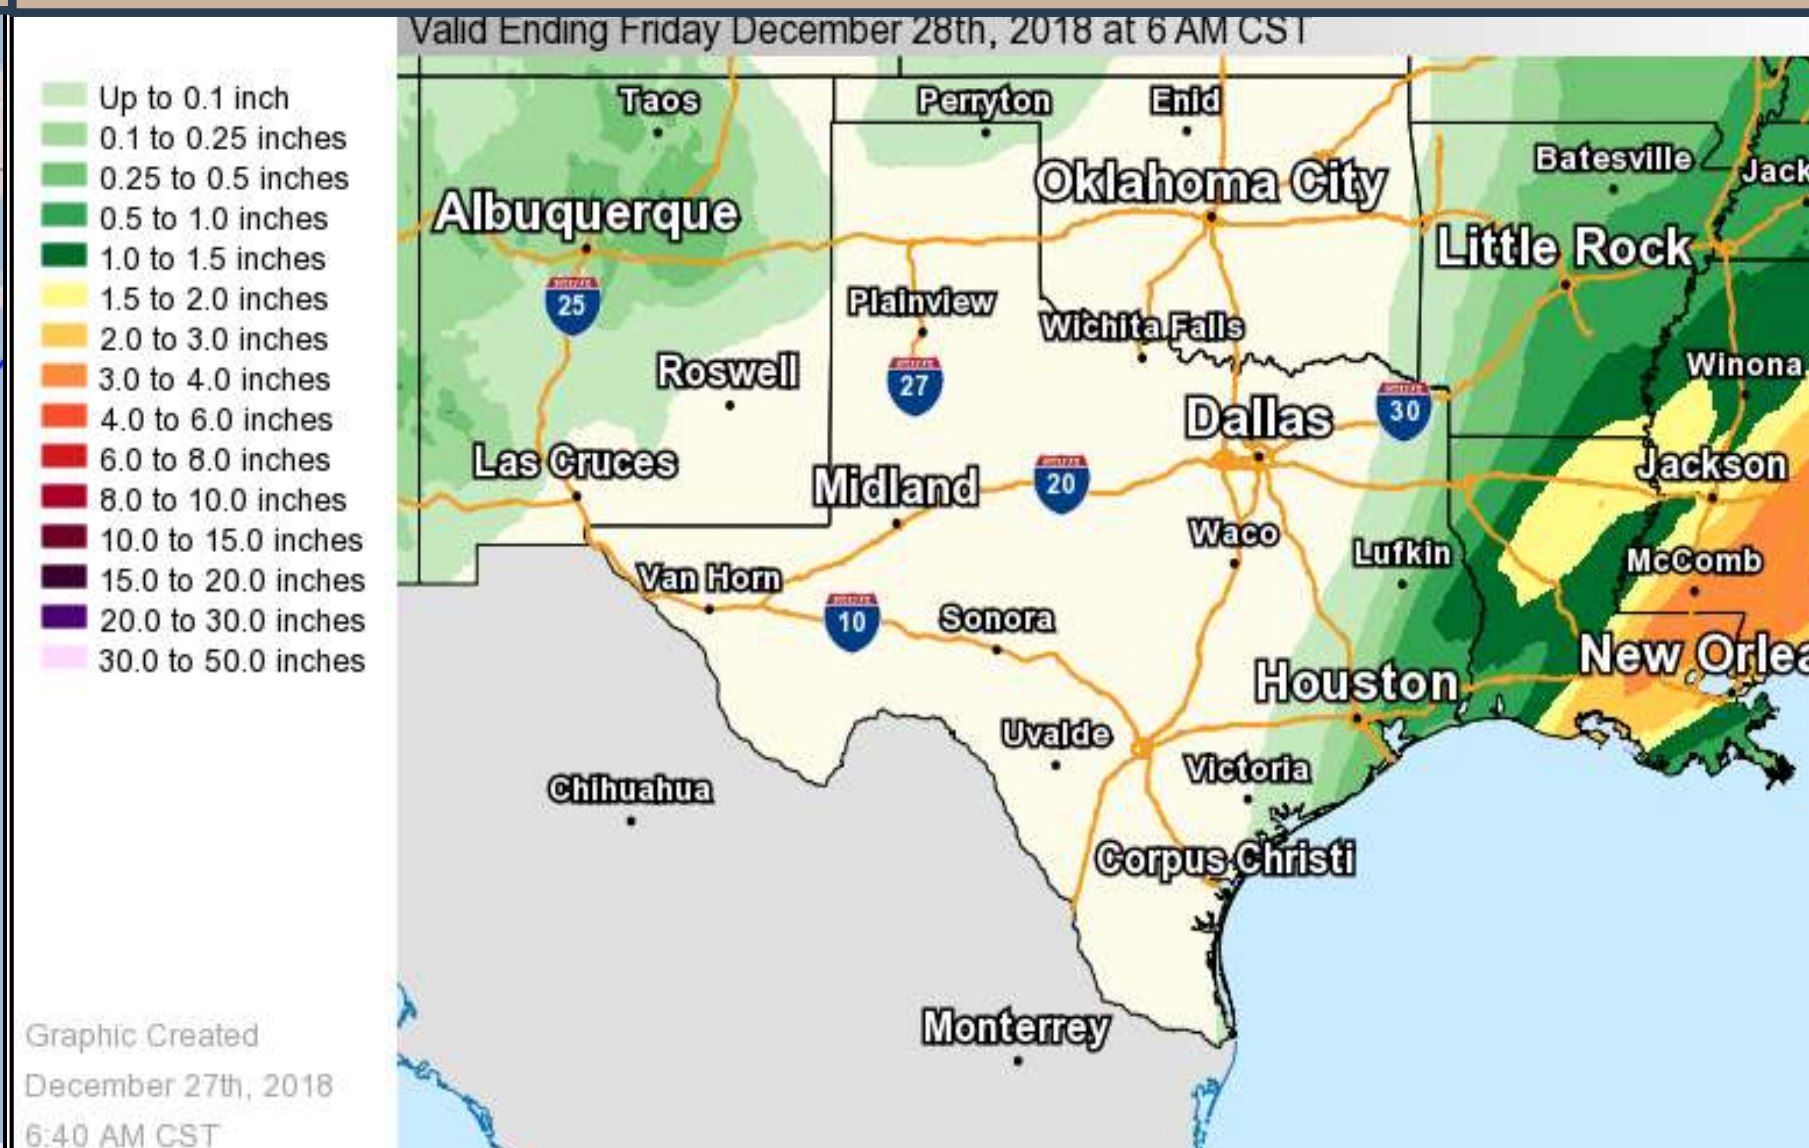 Valid Ending Friday December 28th, 2018 at 6 AM CST
Up to 0.1 inch
0.1 to 0.25 inches
0.25 to 0.5 inches
0.5 to 1.0 inches
1.0 to 1.5 inches
1.5 to 2.0 inches
2.0 to 3.0 inches
3.0 to 4.0 inches
4.0 to 6.0 inches
6.0 to 8.0 inches
8.0 to 10.0 inches
10.0 to 15.0 inches
15.0 to 20.0 inches
20.0 to 30.0 inches
30.0 to 50.0 inches
Graphic Created
December 27th, 2018
6:40 AM CST
Taos
Perryton
Enid
Batesville
Jack
Oklahoma City
Albuquerque
Little Rock
25
Plainview
Wichita Falls
Winona
Roswell
27
30
Dallas
Las Cruces
Midland
20
Jackson
Waco
Lufkin
McComb
Van Horn
10
Sonora
New Orlea
Houston
Uvalde
Victoria
Chihuahua
Corpus Christi
Monterrey